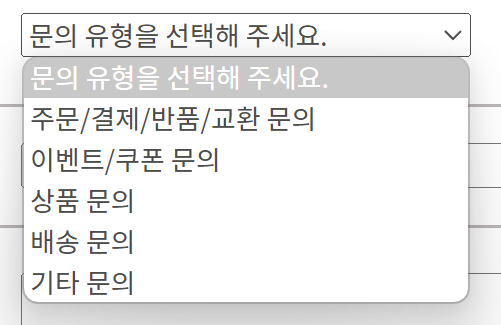 문의 유형을 선택해 주세요.
문의 유형을 선택해 주세요.
주문/결제/반품/교환 문의
이벤트/쿠폰 문의
상품 문의
배송 문의
기타 문의